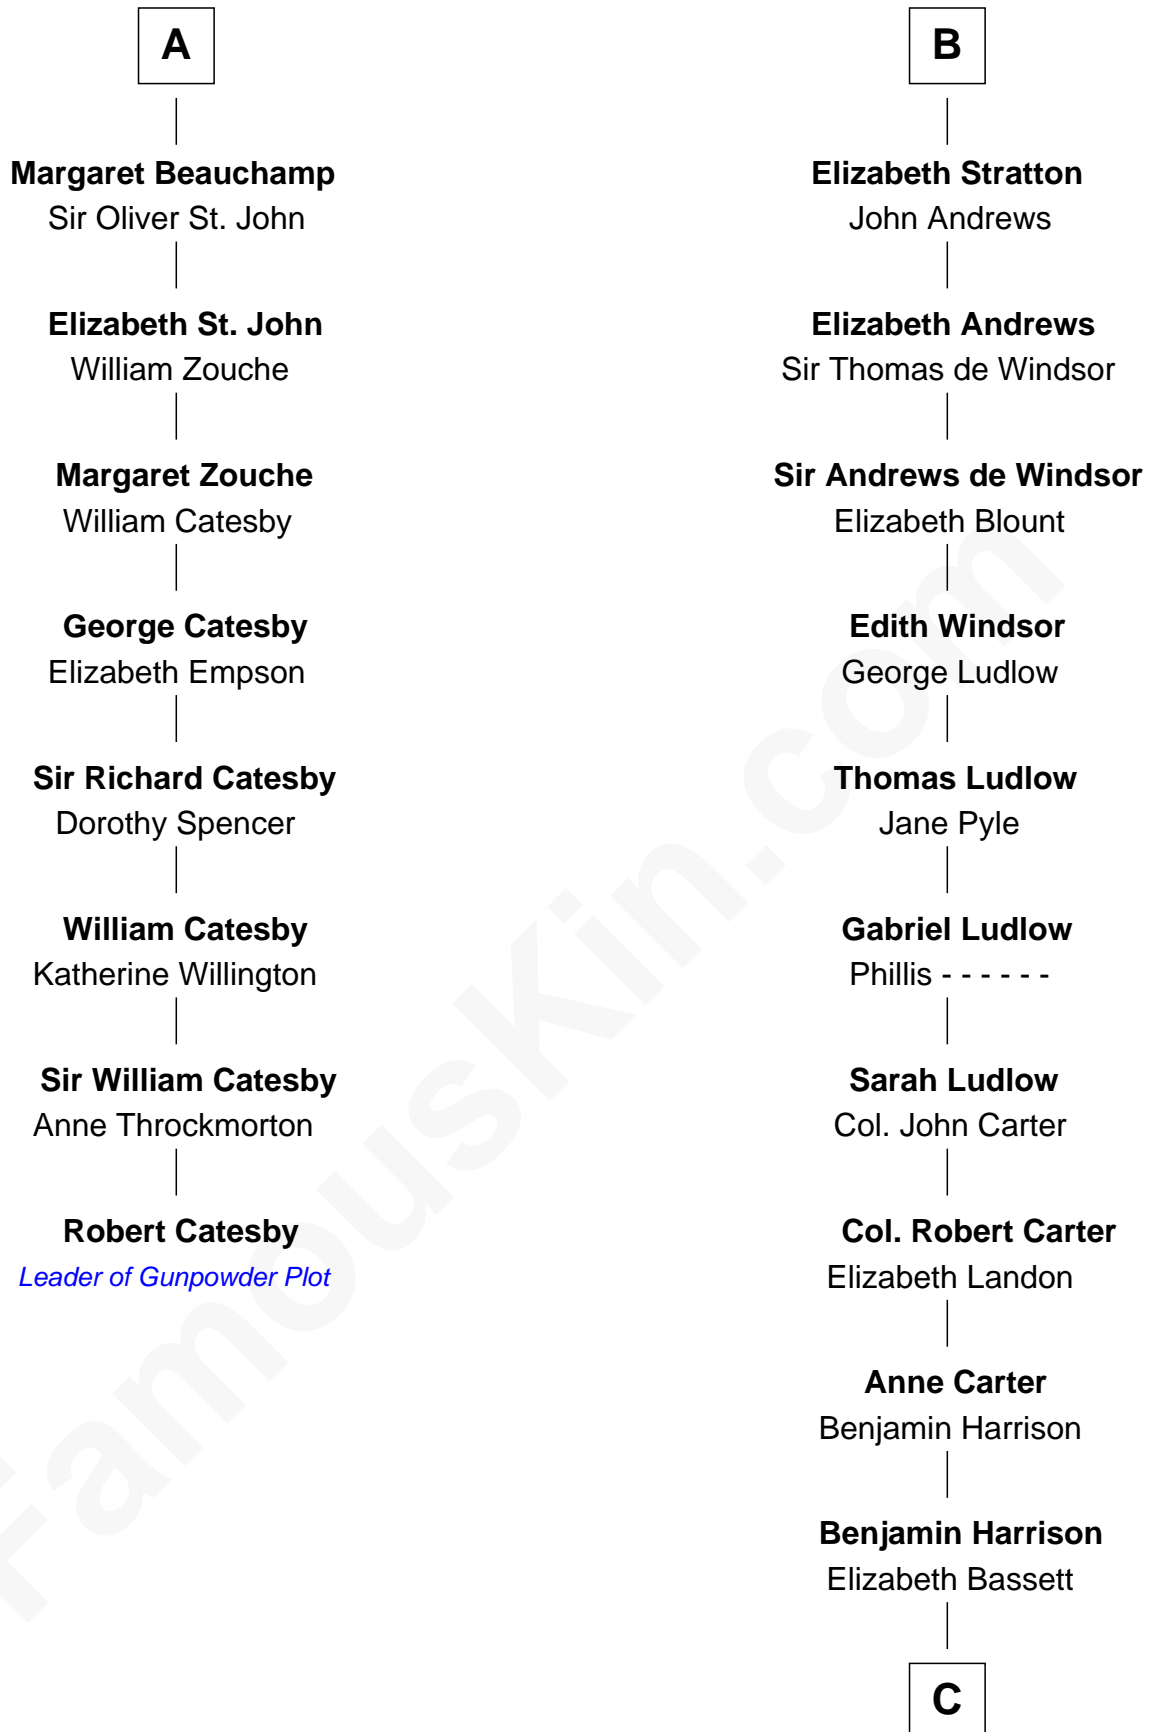 A
Margaret Beauchamp
Sir Oliver St. John
Elizabeth St. John
William Zouche
Margaret Zouche
William Catesby
George Catesby
Elizabeth Empson
Sir Richard Catesby
Dorothy Spencer
William Catesby
Katherine Willington
Sir William Catesby
Anne Throckmorton
Robert Catesby
Leader of Gunpowder Plot
B
Elizabeth Stratton
John Andrews
Elizabeth Andrews
Sir Thomas de Windsor
Sir Andrews de Windsor
Elizabeth Blount
Edith Windsor
George Ludlow
Thomas Ludlow
Jane Pyle
Gabriel Ludlow
Phillis - - - - - -
Sarah Ludlow
Col. John Carter
Col. Robert Carter
Elizabeth Landon
Anne Carter
Benjamin Harrison
Benjamin Harrison
Elizabeth Bassett
C
FamousKin.com